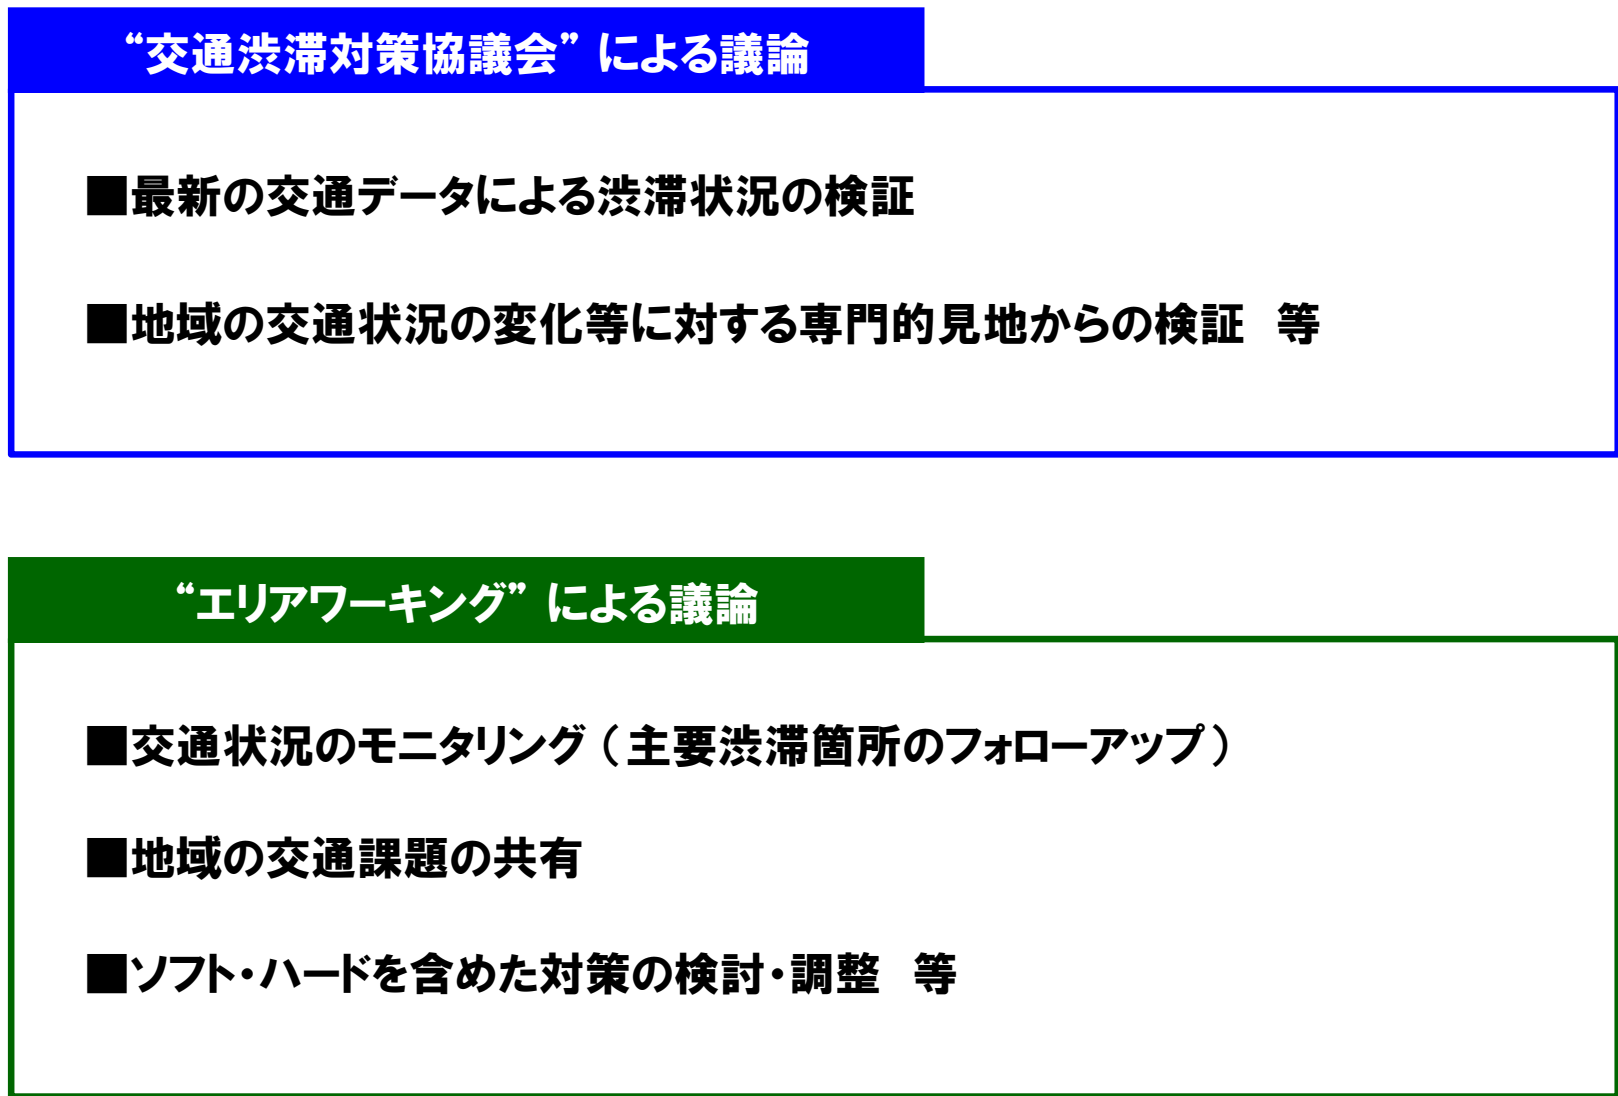 “交通渋滞対策協議会”による議論
■最新の交通データによる渋滞状況の検証
■地域の交通状況の変化等に対する専門的見地からの検証　等
“エリアワーキング”による議論
■交通状況のモニタリング（主要渋滞箇所のフォローアップ）
■地域の交通課題の共有
■ソフト・ハードを含めた対策の検討・調整　等